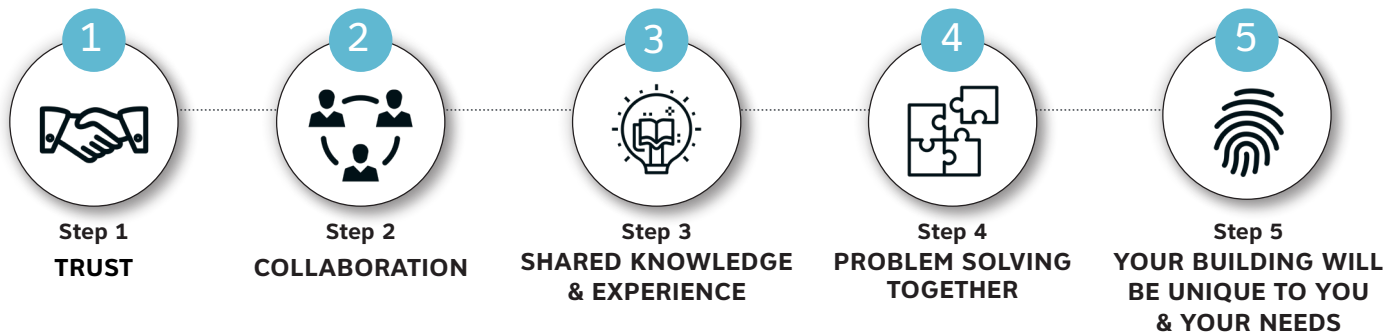 1
2
3
4
5
Step 1
TRUST
Step 2
COLLABORATION
Step 3
SHARED KNOWLEDGE
& EXPERIENCE
Step 4
PROBLEM SOLVING
TOGETHER
Step 5
YOUR BUILDING WILL
BE UNIQUE TO YOU
& YOUR NEEDS